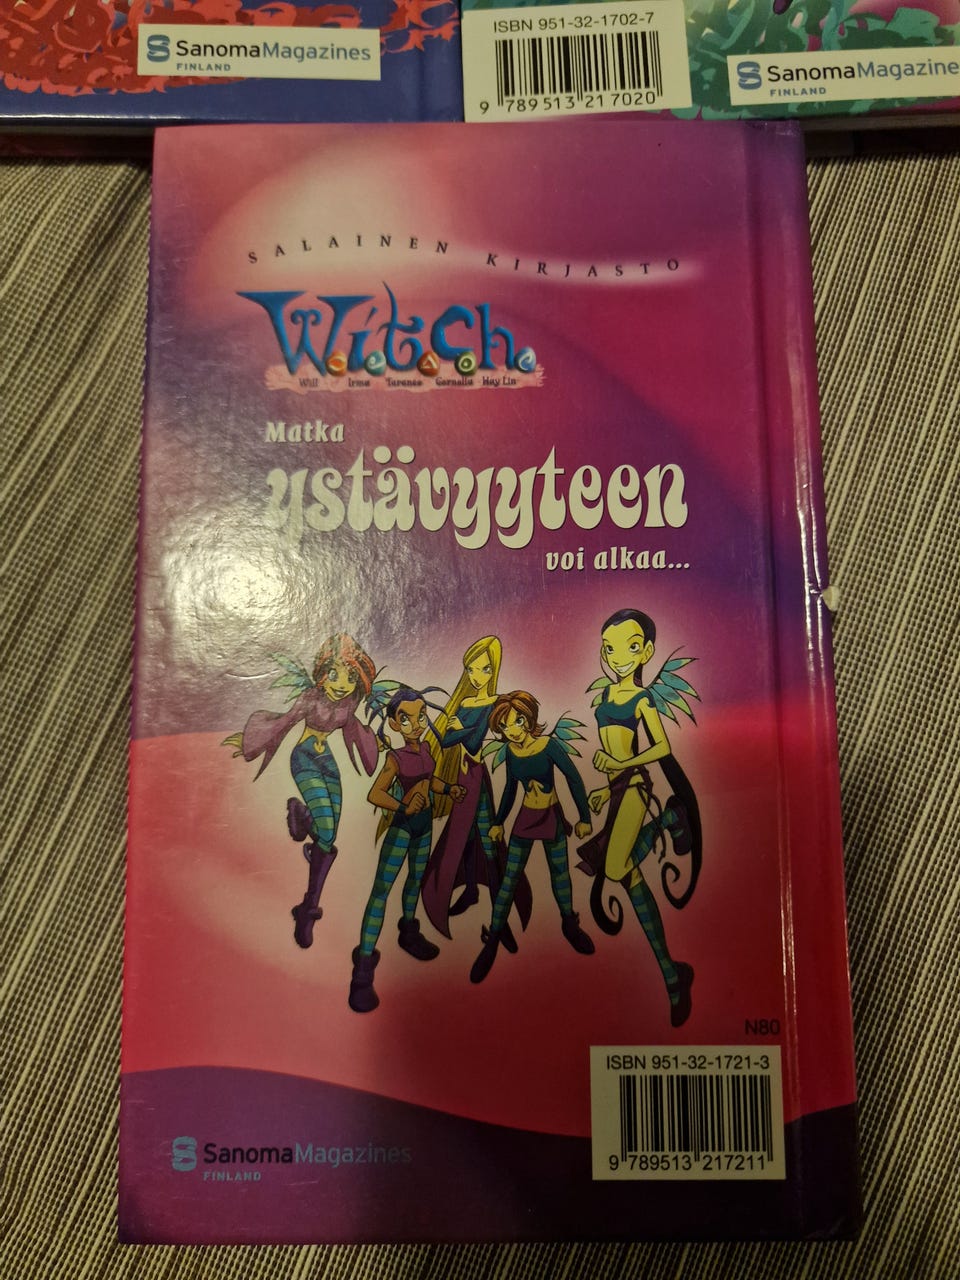 SanomaMagazines
FINLAND
ISBN 951-32-1702-7
9 789513 217020
SanomaMagazine
FINLAND
SALAINEN KIRJASTO
W.i.t.c.h.
Will Irma Taranee Cornelia Hay Lin
Matka
ystävyyteen
voi alkaa...
N80
ISBN 951-32-1721-3
9 789513 217211
SanomaMagazines
FINLAND